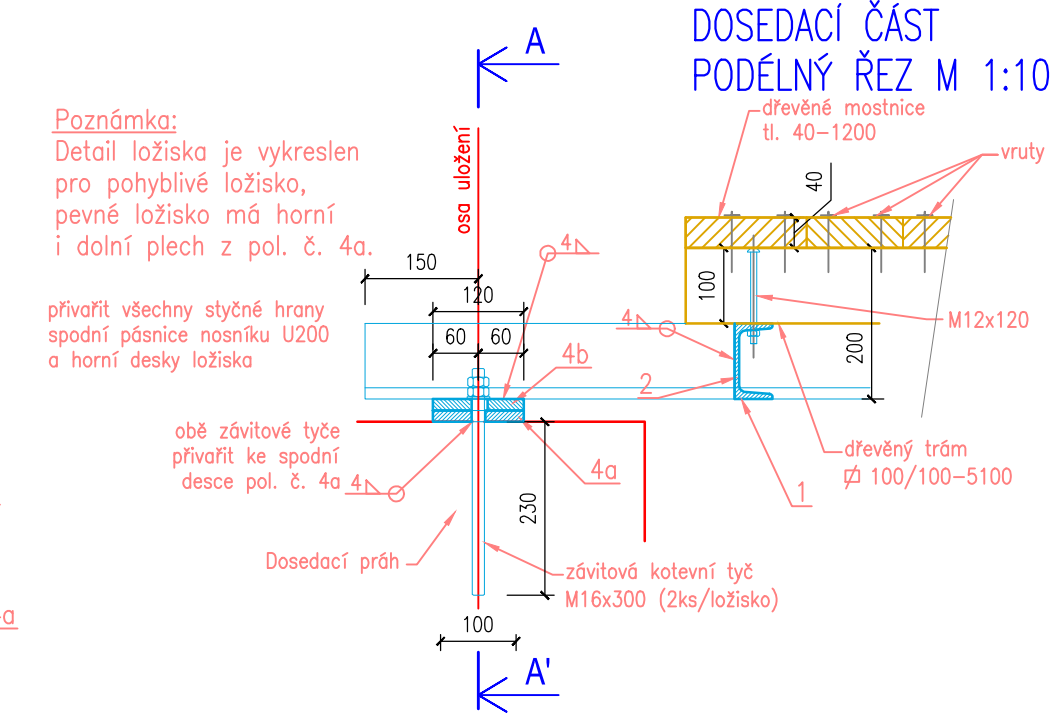 DOSEDACÍ ČÁST
PODÉLNÝ ŘEZ M 1:10
A
Poznámka:
Detail ložiska je vykreslen
pro pohyblivé ložisko,
pevné ložisko má horní
i dolní plech z pol. č. 4a.
přivařit všechny styčné hrany
spodní pásnice nosníku U200
a horní desky ložiska
osa uložení
dřevěné mostnice
tl. 40-1200
vruty
40
150
120
60
60
4
4b
4
100
200
M12x120
2
obě závitové tyče
přivařit ke spodní
desce pol. č. 4a
4
4a
1
dřevěný trám
100/100-5100
230
Dosedací práh
závitová kotevní tyč
M16x300 (2ks/ložisko)
100
a
A'